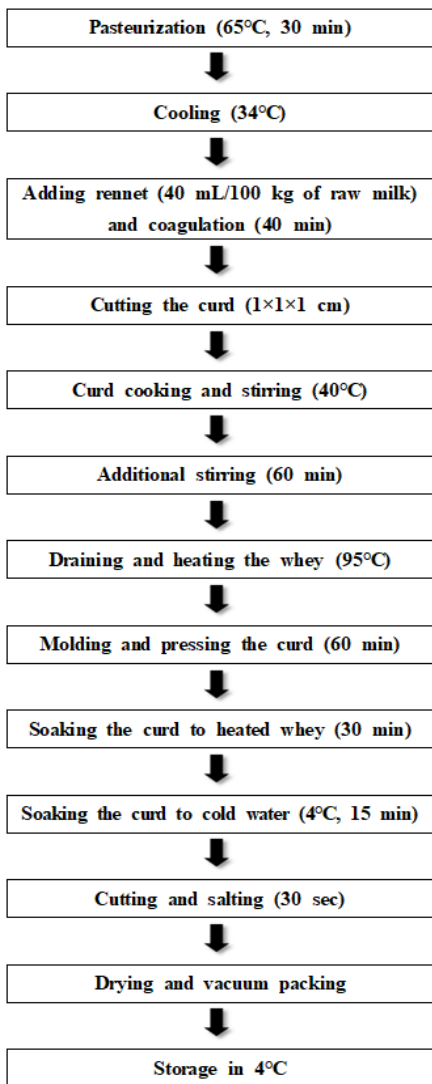 Pasteurization (65°C, 30 min)
Cooling (34°C)
Adding rennet (40 mL/100 kg of raw milk)
and coagulation (40 min)
Cutting the curd (1×1×1 cm)
Curd cooking and stirring (40°C)
Additional stirring (60 min)
Draining and heating the whey (95°C)
Molding and pressing the curd (60 min)
Soaking the curd to heated whey (30 min)
Soaking the curd to cold water (4°C, 15 min)
Cutting and salting (30 sec)
Drying and vacuum packing
Storage in 4°C